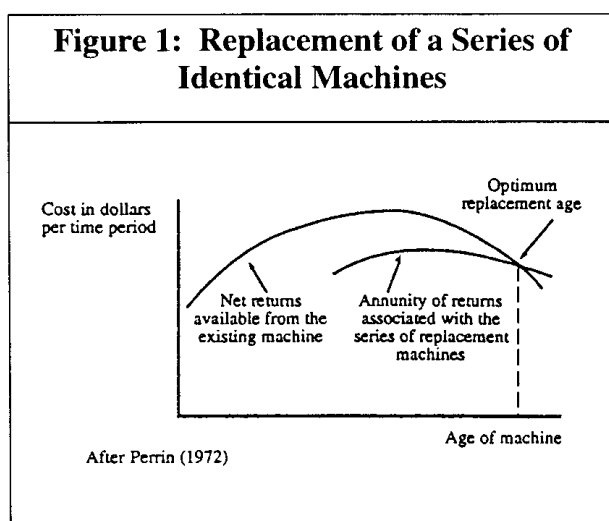 Figure 1: Replacement of a Series of
Identical Machines
Cost in dollars
per time period
Optimum
replacement age
Net returns
available from the
existing machine
Annunity of returns
associated with the
series of replacement
machines
Age of machine
After Perrin (1972)